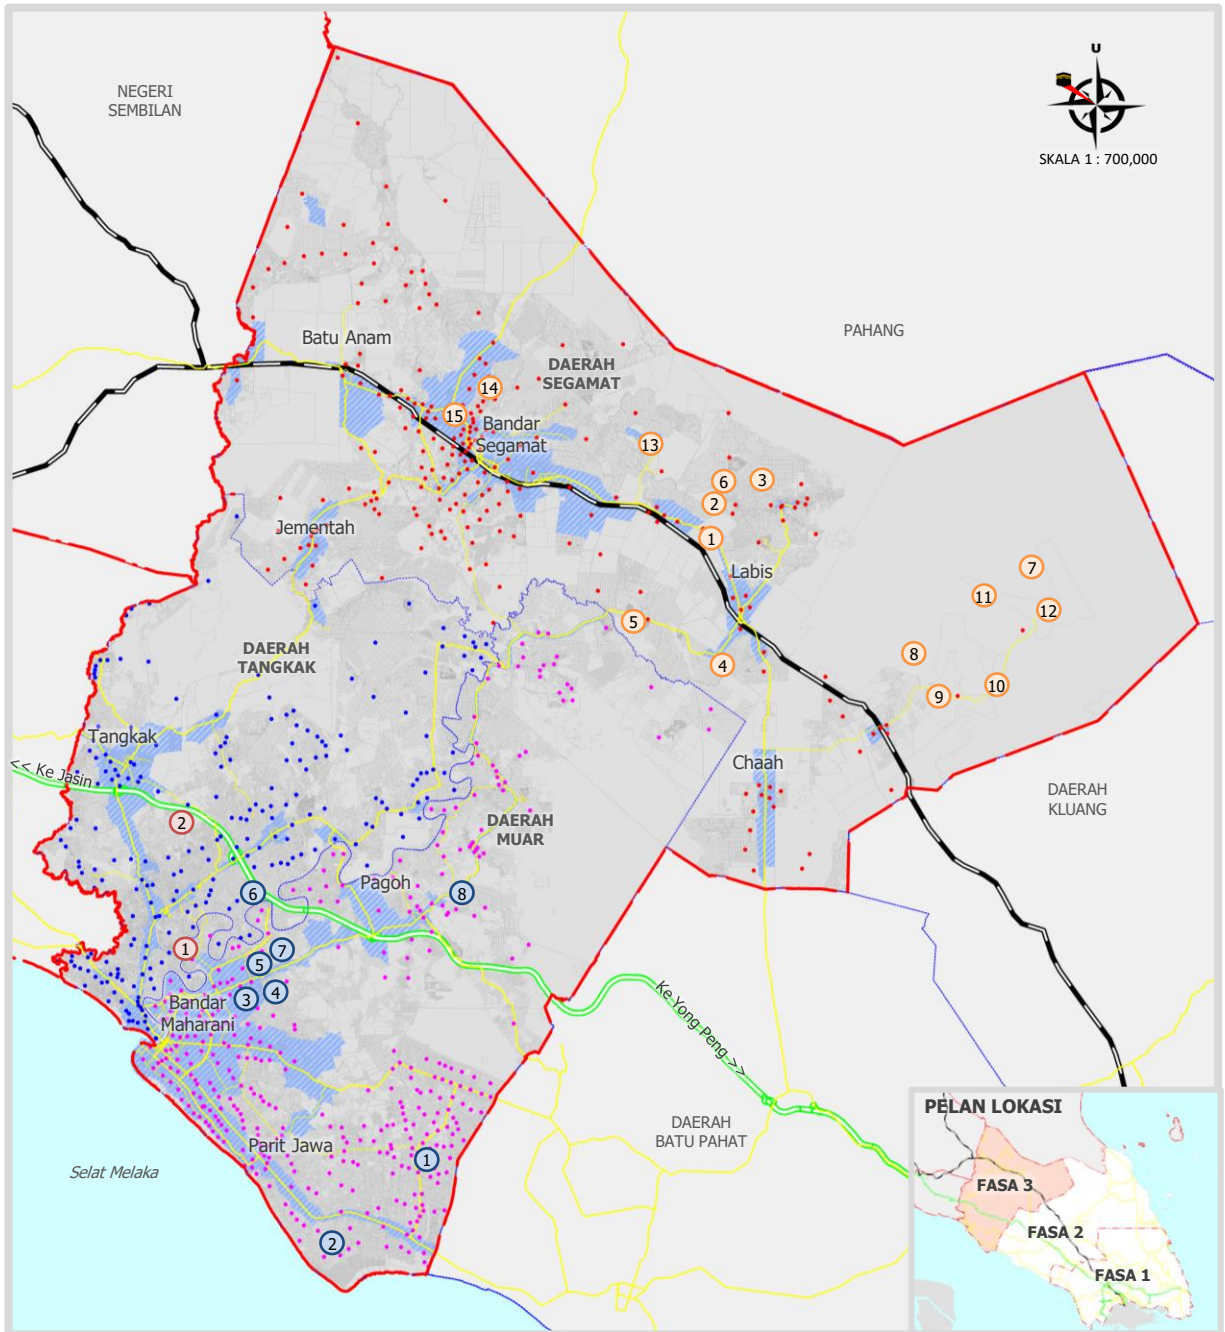 U
NEGERI
SEMBILAN
SKALA 1 : 700,000
PAHANG
Batu Anam
DAERAH
SEGAMAT
14
15
Bandar
Segamat
13
6
3
2
Jementah
1
Labis
7
11
12
5
DAERAH
TANGKAK
4
8
10
9
Tangkak
Chaah
<< Ke Jasin
DAERAH
KLUANG
2
DAERAH
MUAR
Pagoh
6
8
1
7
5
4
3
Bandar
Maharani
Ke Yong Peng >>
DAERAH
BATU PAHAT
Parit Jawa
1
Selat Melaka
2
PELAN LOKASI
FASA 3
FASA 2
FASA 1